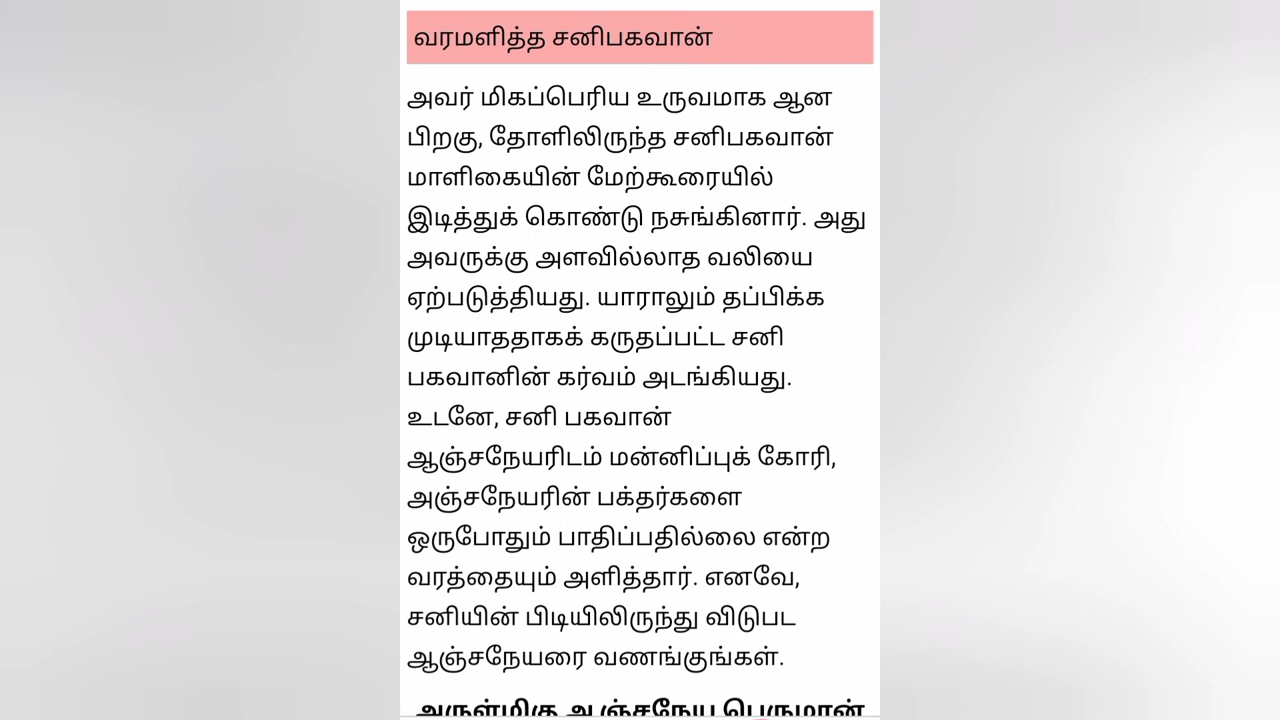 வரமளித்த சனிபகவான்
அவர் மிகப்பெரிய உருவமாக ஆன
பிறகு, தோளிலிருந்த சனிபகவான்
மாளிகையின் மேற்கூரையில்
இடித்துக் கொண்டு நசுங்கினார். அது
அவருக்கு அளவில்லாத வலியை
ஏற்படுத்தியது. யாராலும் தப்பிக்க
முடியாததாகக் கருதப்பட்ட சனி
பகவானின் கர்வம் அடங்கியது.
உடனே, சனி பகவான்
ஆஞ்சநேயரிடம் மன்னிப்புக் கோரி,
அஞ்சநேயரின் பக்தர்களை
ஒருபோதும் பாதிப்பதில்லை என்ற
வரத்தையும் அளித்தார். எனவே,
சனியின் பிடியிலிருந்து விடுபட
ஆஞ்சநேயரை வணங்குங்கள்.
அருள்மிகு ஆஞ்சநேய பெருமான்